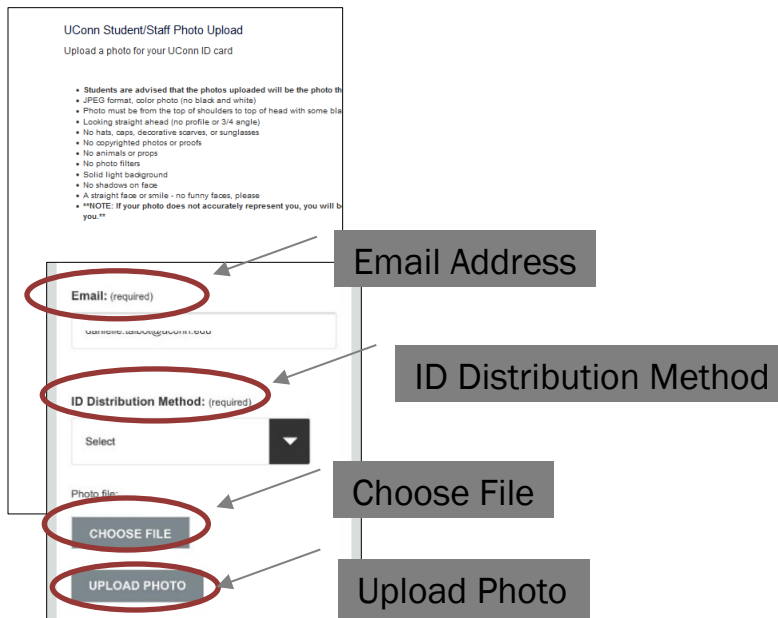 UConn Student/Staff Photo Upload
Upload a photo for your UConn ID card
• Students are advised that the photos uploaded will be the photo th
• JPEG format, color photo (no black and white)
• Photo must be from the top of shoulders to top of head with some bla
• Looking straight ahead (no profile or 3/4 angle)
• No hats, caps, decorative scarves, or sunglasses
• No copyrighted photos or proofs
• No animals or props
• No photo filters
• Solid light background
• No shadows on face
• A straight face or smile - no funny faces, please
• **NOTE: If your photo does not accurately represent you, you will b
you.**
Email Address
Email: (required)
danielle.talbot@uconn.edu
ID Distribution Method
ID Distribution Method: (required)
Select
Choose File
Photo file:
CHOOSE FILE
Upload Photo
UPLOAD PHOTO